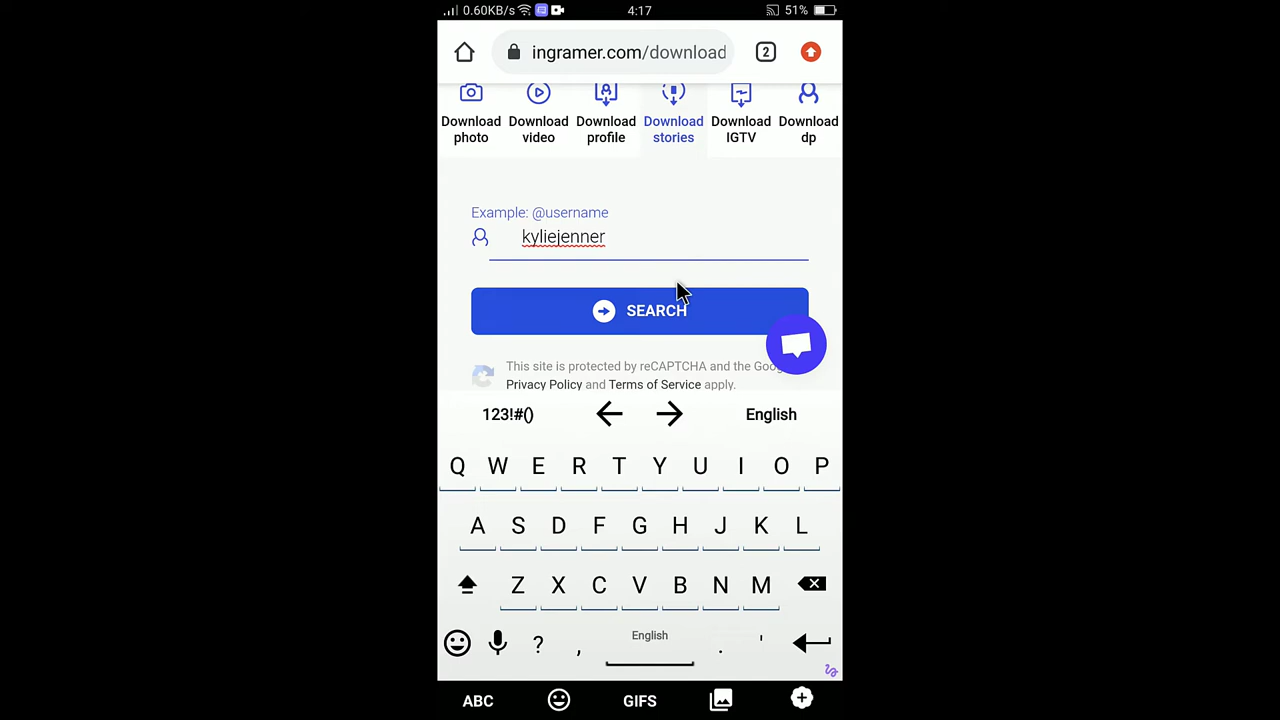 0.60KB/s 4:17 51%
ingramer.com/download 2
Download photo
Download video
Download profile
Download stories
Download IGTV
Download dp
Example: @username
kyliejenner
SEARCH
This site is protected by reCAPTCHA and the
Privacy Policy and Terms of Service apply.
123!#() English
Q W E R T Y U I O P
A S D F G H J K L
Z X C V B N M
? , English . '
ABC GIFS